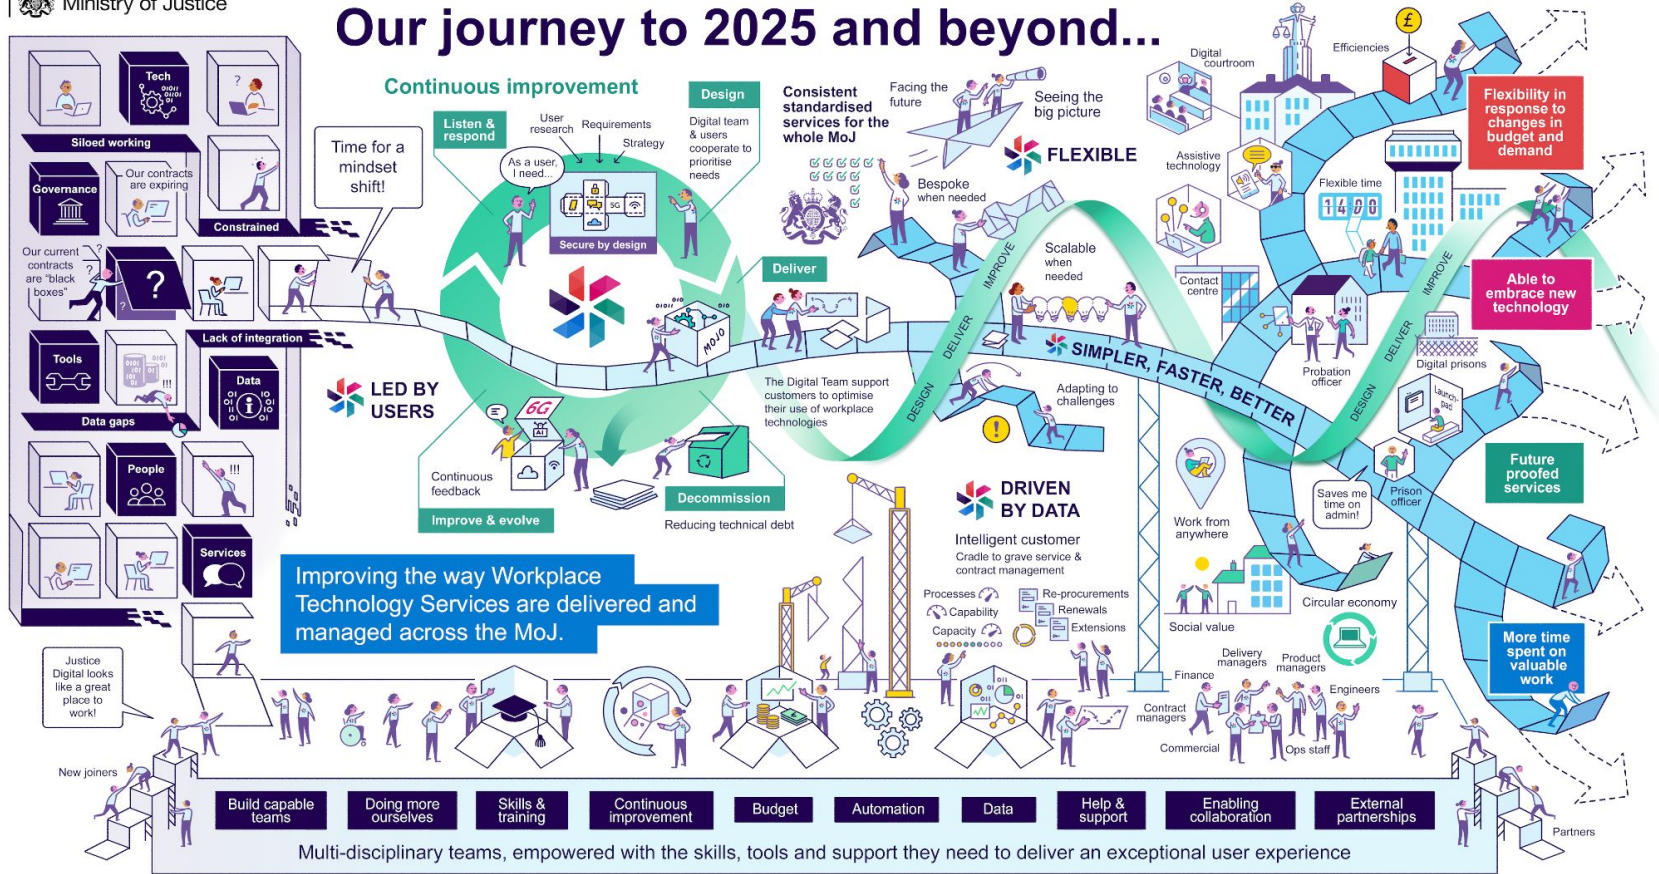 Ministry of Justice
Our journey to 2025 and beyond...
Tech
01011
01101
01
?
Siloed working
Governance
Our contracts
are expiring
Constrained
Our current
contracts
are “black
boxes”
?
?
?
?
Lack of integration
Tools
!!!
Data
Data gaps
People
!!!
Services
Time for a
mindset
shift!
Continuous improvement
Listen &
respond
User
research
Requirements
Strategy
As a user,
I need...
5G
Secure by design
Design
Digital team
& users
cooperate to
prioritise
needs
Deliver
MOJO
LED BY
USERS
6G
AI
Continuous
feedback
Improve & evolve
Decommission
Reducing technical debt
The Digital Team support
customers to optimise
their use of workplace
technologies
Consistent
standardised
services for the
whole MoJ
Facing the
future
Seeing the
big picture
FLEXIBLE
Bespoke
when needed
Scalable
when
needed
DESIGN
DELIVER
IMPROVE
SIMPLER, FASTER, BETTER
Adapting to
challenges
!
DRIVEN
BY DATA
Intelligent customer
Cradle to grave service &
contract management
Processes
Capability
Capacity
Re-procurements
Renewals
Extensions
Digital
courtroom
Efficiencies
£
Assistive
technology
Flexible time
14:00
Contact
centre
Probation
officer
DESIGN
DELIVER
IMPROVE
Digital prisons
Launch-
pad
Prison
officer
Saves me
time on
admin!
Work from
anywhere
Social value
Circular economy
Flexibility in
response to
changes in
budget and
demand
Able to
embrace new
technology
Future
proofed
services
More time
spent on
valuable
work
Improving the way Workplace
Technology Services are delivered and
managed across the MoJ.
Justice
Digital looks
like a great
place to
work!
New joiners
Finance
Delivery
managers
Product
managers
Engineers
Contract
managers
Commercial
Ops staff
Partners
Build capable
teams
Doing more
ourselves
Skills &
training
Continuous
improvement
Budget
Automation
Data
Help &
support
Enabling
collaboration
External
partnerships
Multi-disciplinary teams, empowered with the skills, tools and support they need to deliver an exceptional user experience